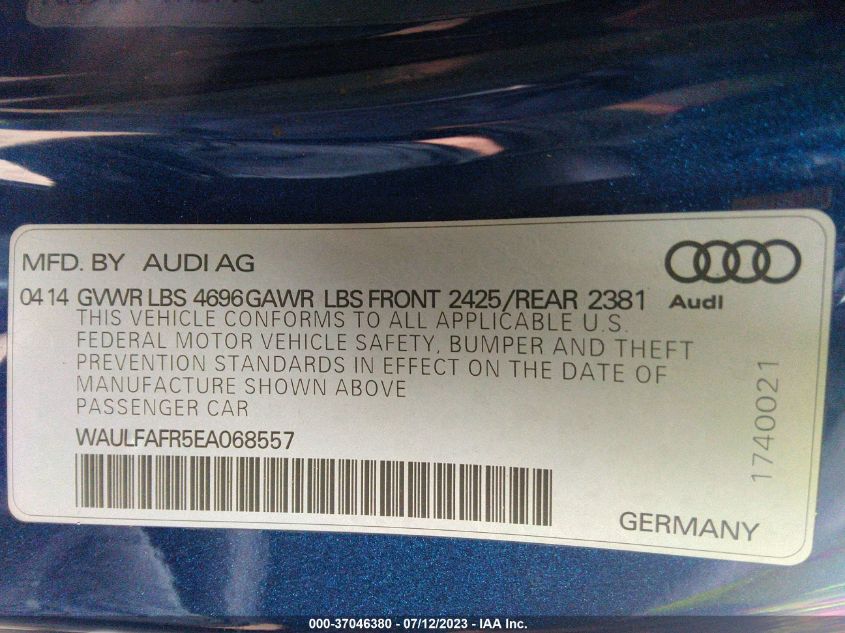 MFD. BY AUDI AG
0414 GVWR LBS 4696 GAWR LBS FRONT 2425/REAR 2381
Audi
THIS VEHICLE CONFORMS TO ALL APPLICABLE U.S.
FEDERAL MOTOR VEHICLE SAFETY, BUMPER AND THEFT
PREVENTION STANDARDS IN EFFECT ON THE DATE OF
MANUFACTURE SHOWN ABOVE
PASSENGER CAR
WAULFAFR5EA068557
1740021
GERMANY
000-37046380 - 07/12/2023 - IAA Inc.